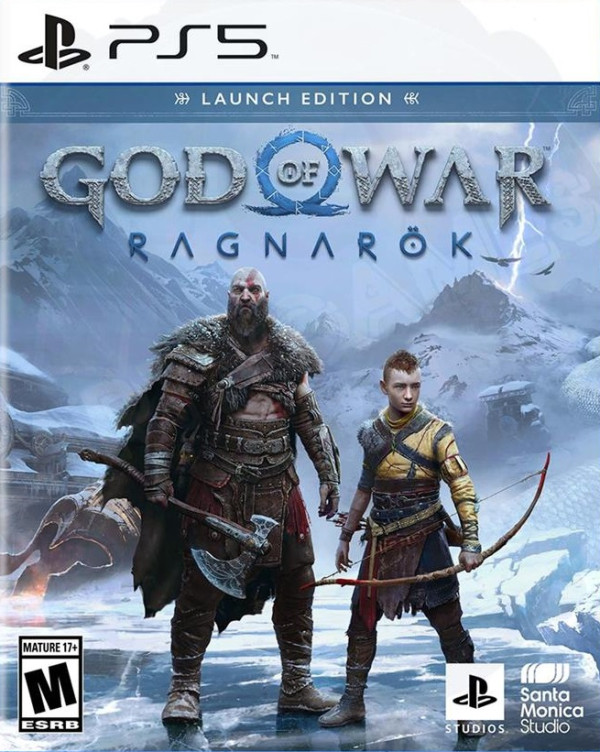 PS5
LAUNCH EDITION
GOD OF WAR
RAGNARÖK
MATURE 17+
M
ESRB
STUDIOS
Santa
Monica
Studio